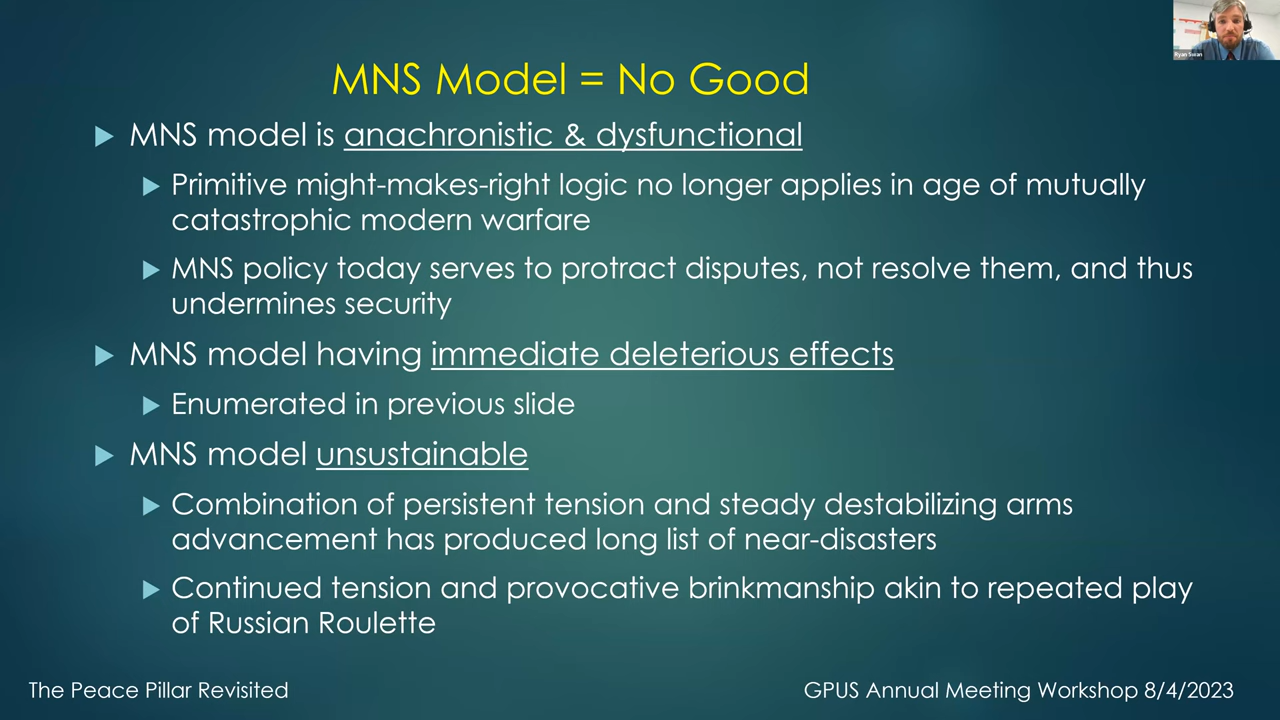 MNS Model = No Good
MNS model is anachronistic & dysfunctional
Primitive might-makes-right logic no longer applies in age of mutually
catastrophic modern warfare
MNS policy today serves to protract disputes, not resolve them, and thus
undermines security
MNS model having immediate deleterious effects
Enumerated in previous slide
MNS model unsustainable
Combination of persistent tension and steady destabilizing arms
advancement has produced long list of near-disasters
Continued tension and provocative brinkmanship akin to repeated play
of Russian Roulette
The Peace Pillar Revisited
GPUS Annual Meeting Workshop 8/4/2023
Ryan Swan